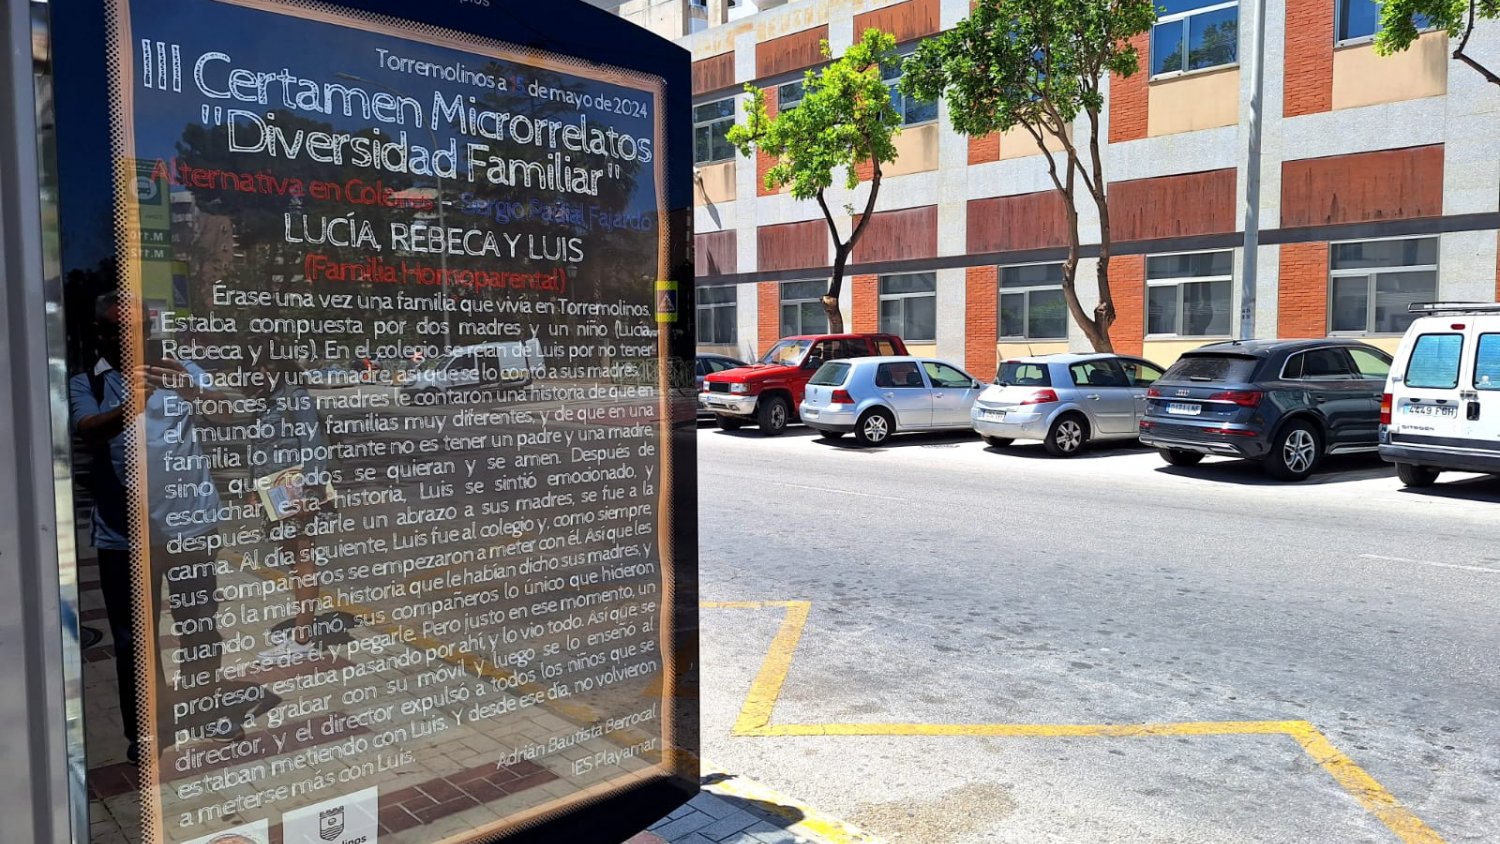 Torremolinos a 15 de mayo de 2024
III Certamen Microrrelatos
"Diversidad Familiar"
Alternativa en Colores - Sergio Fajardo
LUCÍA, REBECA Y LUIS
(Familia Homoparental)
Érase una vez una familia que vivía en Torremolinos.
Estaba compuesta por dos madres y un niño (Lucía,
Rebeca y Luis). En el colegio se reían de Luis por no tener
un padre y una madre, así que se lo contó a sus madres.
Entonces, sus madres le contaron una historia de que en
el mundo hay familias muy diferentes, y de que en una
familia lo importante no es tener un padre y una madre,
sino que todos se quieran y se amen. Después de
escuchar esta historia, Luis se sintió emocionado, y
después de darle un abrazo a sus madres, se fue a la
cama. Al día siguiente, Luis fue al colegio y, como siempre,
sus compañeros se empezaron a meter con él. Así que les
contó la misma historia que le habían dicho sus madres, y
cuando terminó, sus compañeros lo único que hicieron
fue reírse de él y pegarle. Pero justo en ese momento, un
profesor estaba pasando por ahí, y lo vio todo. Así que se
puso a grabar con su móvil y luego se lo enseñó al
director, y el director expulsó a todos los niños que se
estaban metiendo con Luis. Y desde ese día, no volvieron
a meterse más con Luis.
Adrián Bautista Berrocal
IES Playamar
4449 FGH
CITROËN